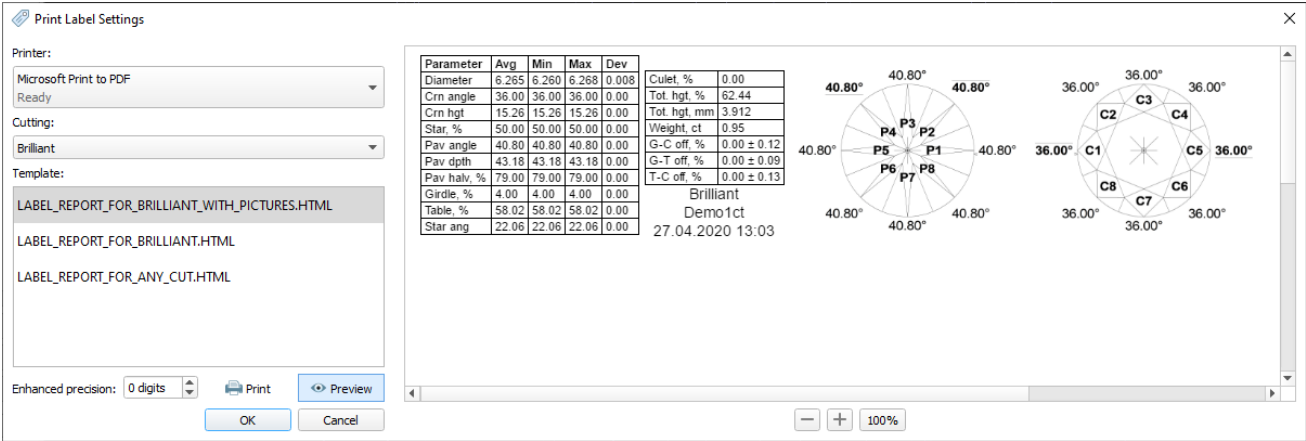 Print Label Settings
Printer:
Microsoft Print to PDF
Ready
Cutting:
Brilliant
Template:
LABEL_REPORT_FOR_BRILLIANT_WITH_PICTURES.HTML
LABEL_REPORT_FOR_BRILLIANT.HTML
LABEL_REPORT_FOR_ANY_CUT.HTML
Enhanced precision: 0 digits Print Preview
OK Cancel
Parameter Avg Min Max Dev
Diameter 6.265 6.260 6.268 0.008
Crn angle 36.00 36.00 36.00 0.00
Crn hgt 15.26 15.26 15.26 0.00
Star, % 50.00 50.00 50.00 0.00
Pav angle 40.80 40.80 40.80 0.00
Pav dpth 43.18 43.18 43.18 0.00
Pav halv, % 79.00 79.00 79.00 0.00
Girdle, % 4.00 4.00 4.00 0.00
Table, % 58.02 58.02 58.02 0.00
Star ang 22.06 22.06 22.06 0.00
Culet, % 0.00
Tot. hgt, % 62.44
Tot. hgt, mm 3.912
Weight, ct 0.95
G-C off, % 0.00 ± 0.12
G-T off, % 0.00 ± 0.09
T-C off, % 0.00 ± 0.13
Brilliant
Demo1ct
27.04.2020 13:03
40.80°
40.80° 40.80°
P3
P4 P2
40.80° P5 P1 40.80°
P6 P8
P7
40.80° 40.80°
40.80°
36.00°
36.00° 36.00°
C3
C2 C4
36.00° C1 C5 36.00°
C8 C6
C7
36.00° 36.00°
36.00°
100%